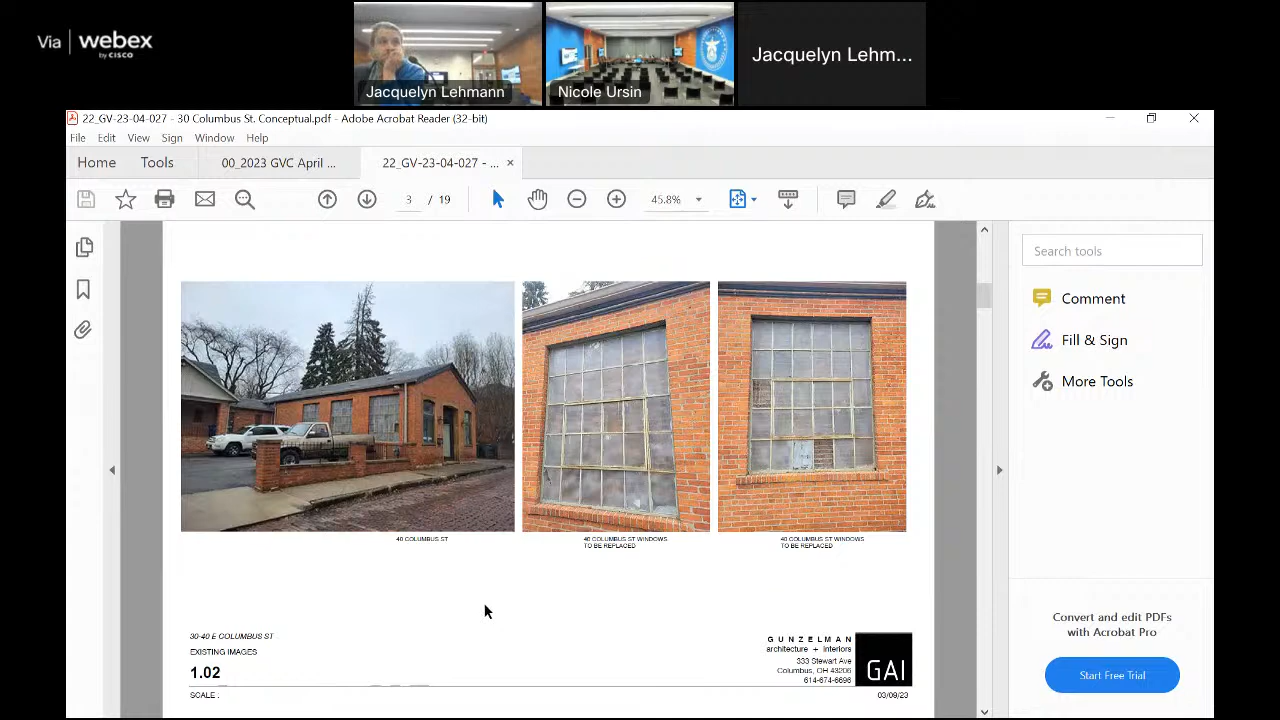 Via | webex
by CISCO
Jacquelyn Lehmann
Nicole Ursin
Jacquelyn Lehm...
22_GV-23-04-027 - 30 Columbus St. Conceptual.pdf - Adobe Acrobat Reader (32-bit)
File Edit View Sign Window Help
Home Tools 00_2023 GVC April ... 22_GV-23-04-027 - ... ×
3 / 19 45.8%
Search tools
Comment
Fill & Sign
More Tools
40 COLUMBUS ST
40 COLUMBUS ST WINDOWS
TO BE REPLACED
40 COLUMBUS ST WINDOWS
TO BE REPLACED
30-40 E COLUMBUS ST
EXISTING IMAGES
1.02
SCALE :
GUNZELMAN
architecture + interiors
333 Stewart Ave
Columbus, OH 43206
614-674-6696
GAI
03/09/23
Convert and edit PDFs
with Acrobat Pro
Start Free Trial